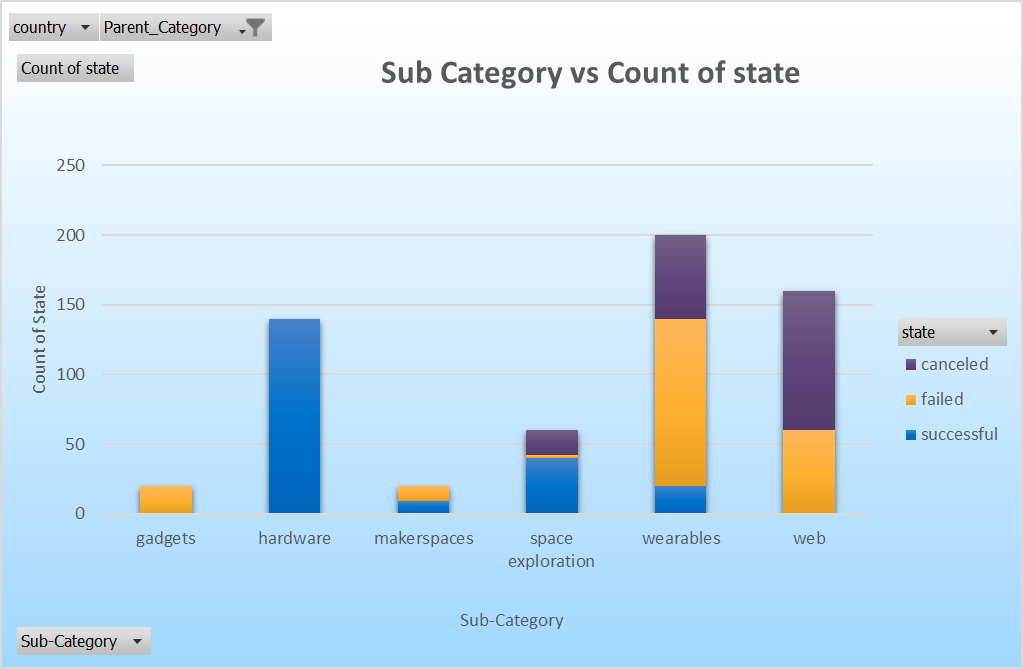 country Parent_Category
Count of state
Sub Category vs Count of state
250
200
150
100
50
0
Count of State
gadgets hardware makerspaces space exploration wearables web
Sub-Category
state
canceled
failed
successful
Sub-Category